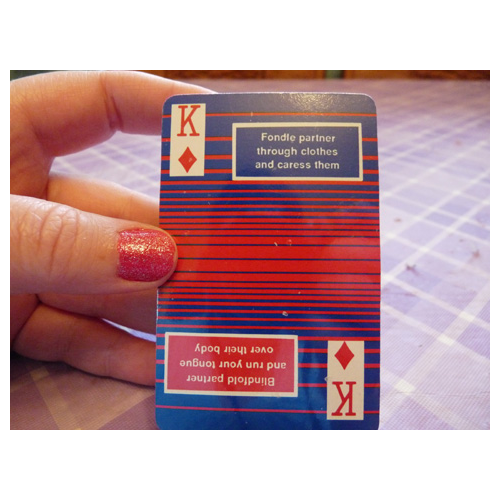 K
Fondle partner
through clothes
and caress them
Blindfold partner
and run your tongue
over their body
K